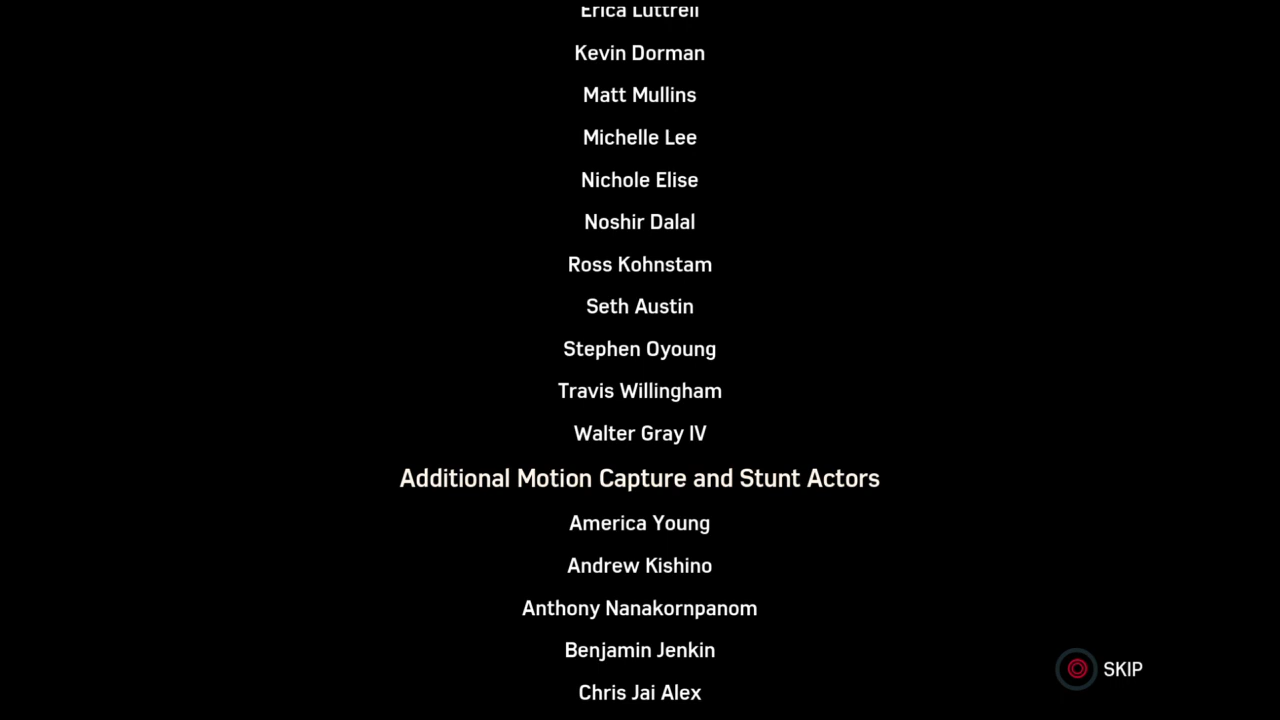 Erica Luttrell
Kevin Dorman
Matt Mullins
Michelle Lee
Nichole Elise
Noshir Dalal
Ross Kohnstam
Seth Austin
Stephen Oyoung
Travis Willingham
Walter Gray IV
Additional Motion Capture and Stunt Actors
America Young
Andrew Kishino
Anthony Nanakornpanom
Benjamin Jenkin
SKIP
Chris Jai Alex